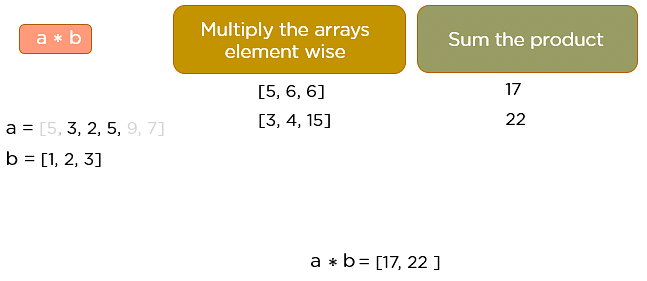 a * b
Multiply the arrays
element wise
Sum the product
[5, 6, 6]
17
[3, 4, 15]
22
a = [5, 3, 2, 5, 9, 7]
b = [1, 2, 3]
a * b = [17, 22 ]